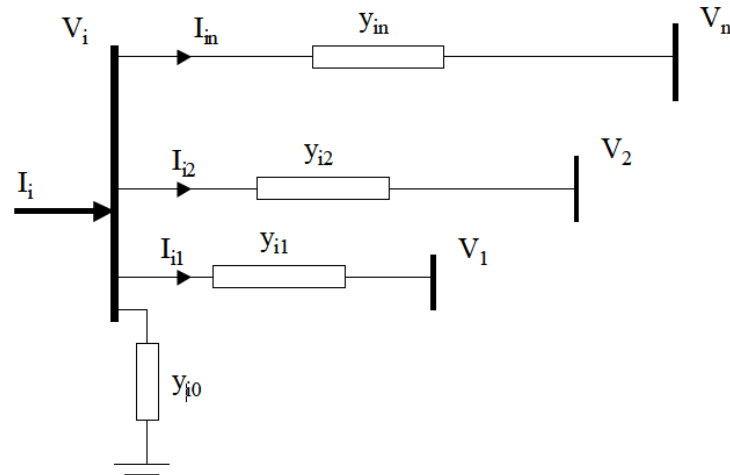 V_i
I_in
y_in
V_n
I_i2
y_i2
V_2
I_i
I_i1
y_i1
V_1
y_i0